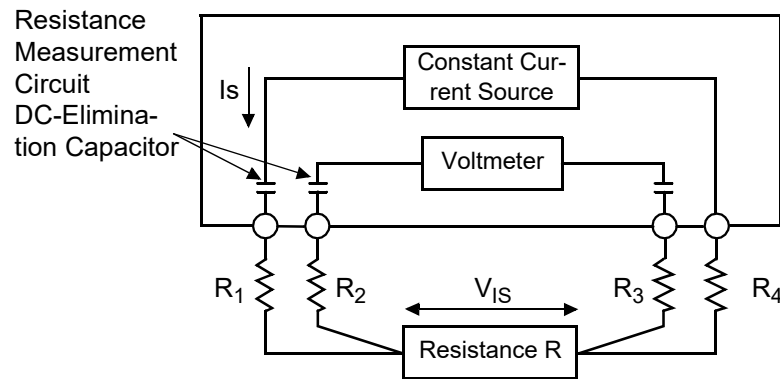 Resistance
Measurement
Circuit
DC-Elimina-
tion Capacitor
Is
Constant Cur-
rent Source
Voltmeter
R1
R2
VIS
R3
R4
Resistance R